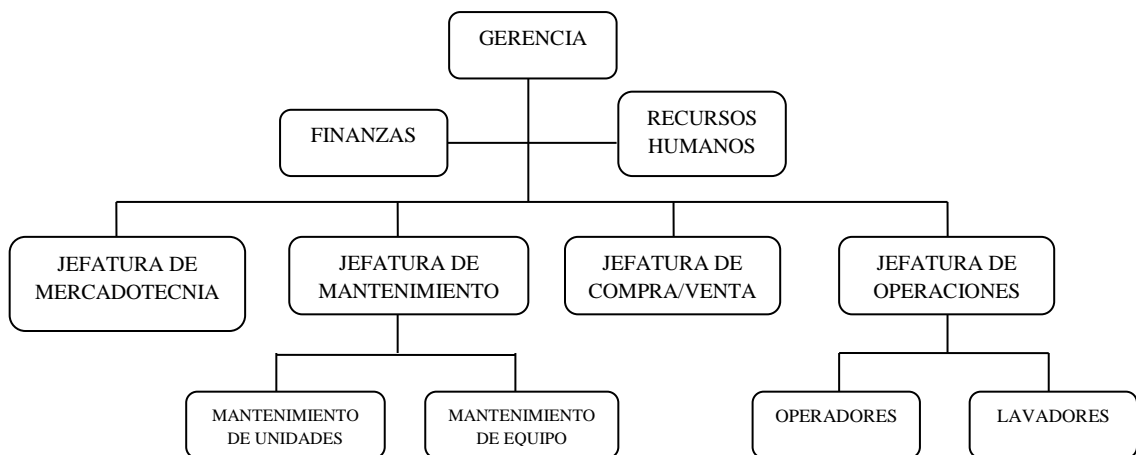 GERENCIA
FINANZAS
RECURSOS
HUMANOS
JEFATURA DE
MERCADOTECNIA
JEFATURA DE
MANTENIMIENTO
JEFATURA DE
COMPRA/VENTA
JEFATURA DE
OPERACIONES
MANTENIMIENTO
DE UNIDADES
MANTENIMIENTO
DE EQUIPO
OPERADORES
LAVADORES